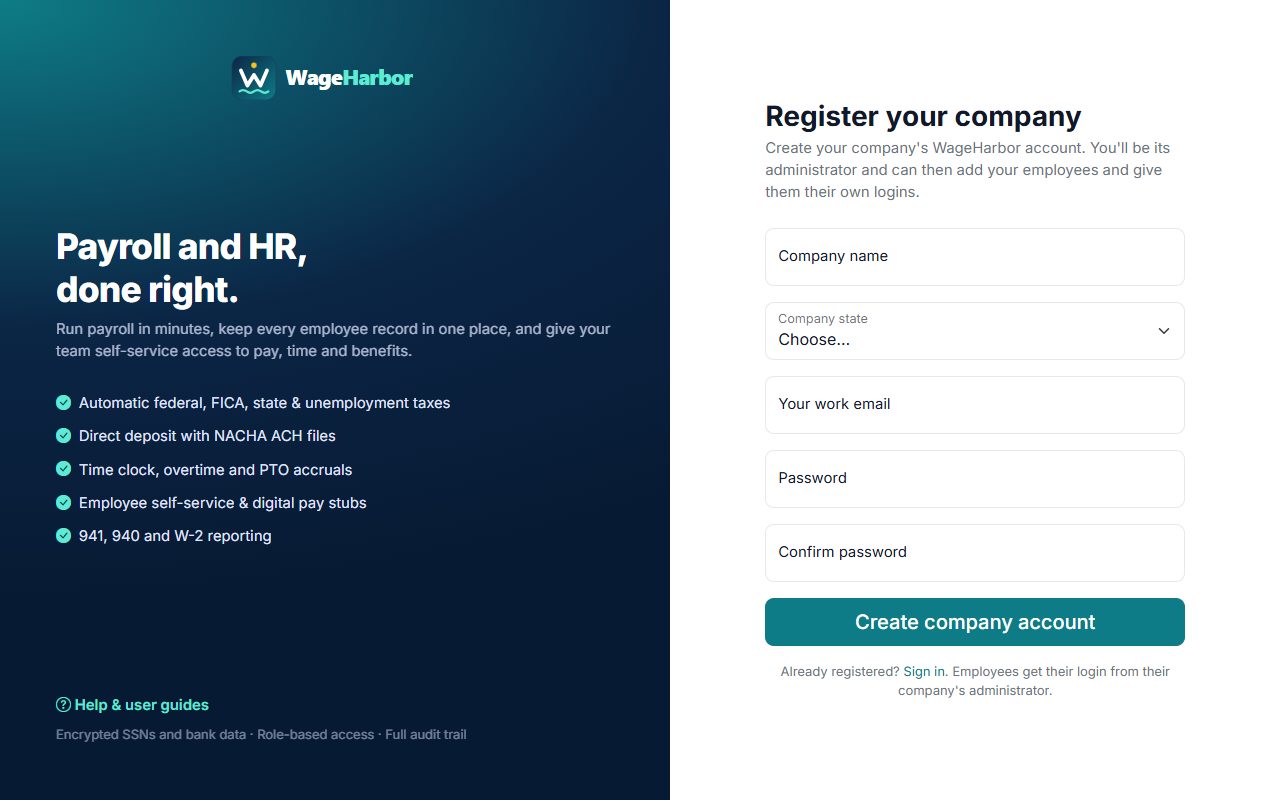 WageHarbor
Payroll and HR,
done right.
Run payroll in minutes, keep every employee record in one place, and give your
team self-service access to pay, time and benefits.
Automatic federal, FICA, state & unemployment taxes
Direct deposit with NACHA ACH files
Time clock, overtime and PTO accruals
Employee self-service & digital pay stubs
941, 940 and W-2 reporting
Help & user guides
Encrypted SSNs and bank data · Role-based access · Full audit trail
Register your company
Create your company's WageHarbor account. You'll be its
administrator and can then add your employees and give
them their own logins.
Company name
Company state
Choose...
Your work email
Password
Confirm password
Create company account
Already registered? Sign in. Employees get their login from their
company's administrator.